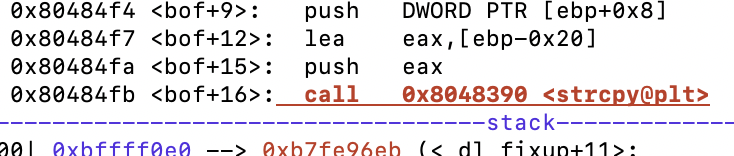 0x80484f4 <bof+9>:   push   DWORD PTR [ebp+0x8]
0x80484f7 <bof+12>:  lea    eax,[ebp-0x20]
0x80484fa <bof+15>:  push   eax
0x80484fb <bof+16>:  call   0x8048390 <strcpy@plt>
stack
00| 0xbffff0e0 --> 0xb7fe96eb (<_dl_fixup+11>: